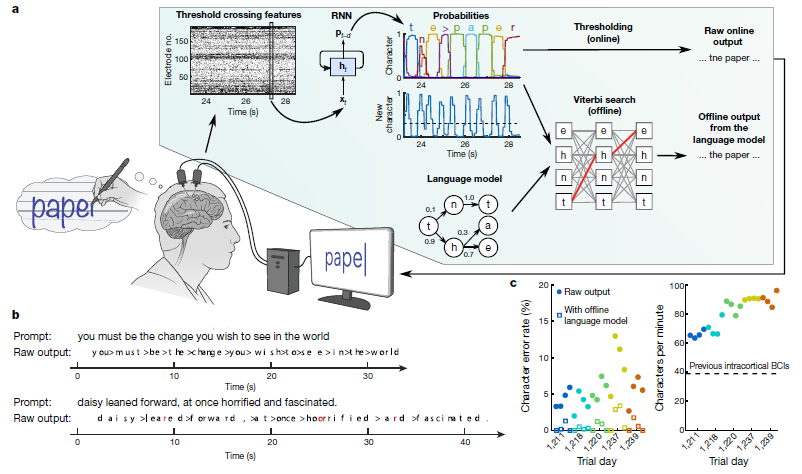 a
Threshold crossing features
RNN
Probabilities
Thresholding
(online)
Raw online
output
... tne paper ...
Electrode no.
150
100
50
24 26 28
Time (s)
p_{t–d}
h_t
x_t
Character
1
0
t e > p a p e r
24 26 28
New
character
1
0
24 26 28
Time (s)
Viterbi search
(offline)
e e e
h h h
n n n
t t t
Offline output
from the
language model
... the paper ...
Language model
0.1 n 1.0 t
t 0.3 a
0.9 h 0.7 e
paper
pape
b
Prompt: you must be the change you wish to see in the world
Raw output: you>must>be>the>change>you>wish>to>see>in>the>world
0 10 20 30
Time (s)
Prompt: daisy leaned forward, at once horrified and fascinated.
Raw output: daisy>leared>forward,>at>once>hoorrified>ard>fascinated.
0 10 20 30 40
Time (s)
c
Character error rate (%)
20
15
10
5
0
Raw output
With offline
language model
1,211 1,218 1,220 1,237 1,239
Trial day
Characters per minute
100
80
60
40
20
0
Previous intracortical BCIs
1,211 1,218 1,220 1,237 1,239
Trial day